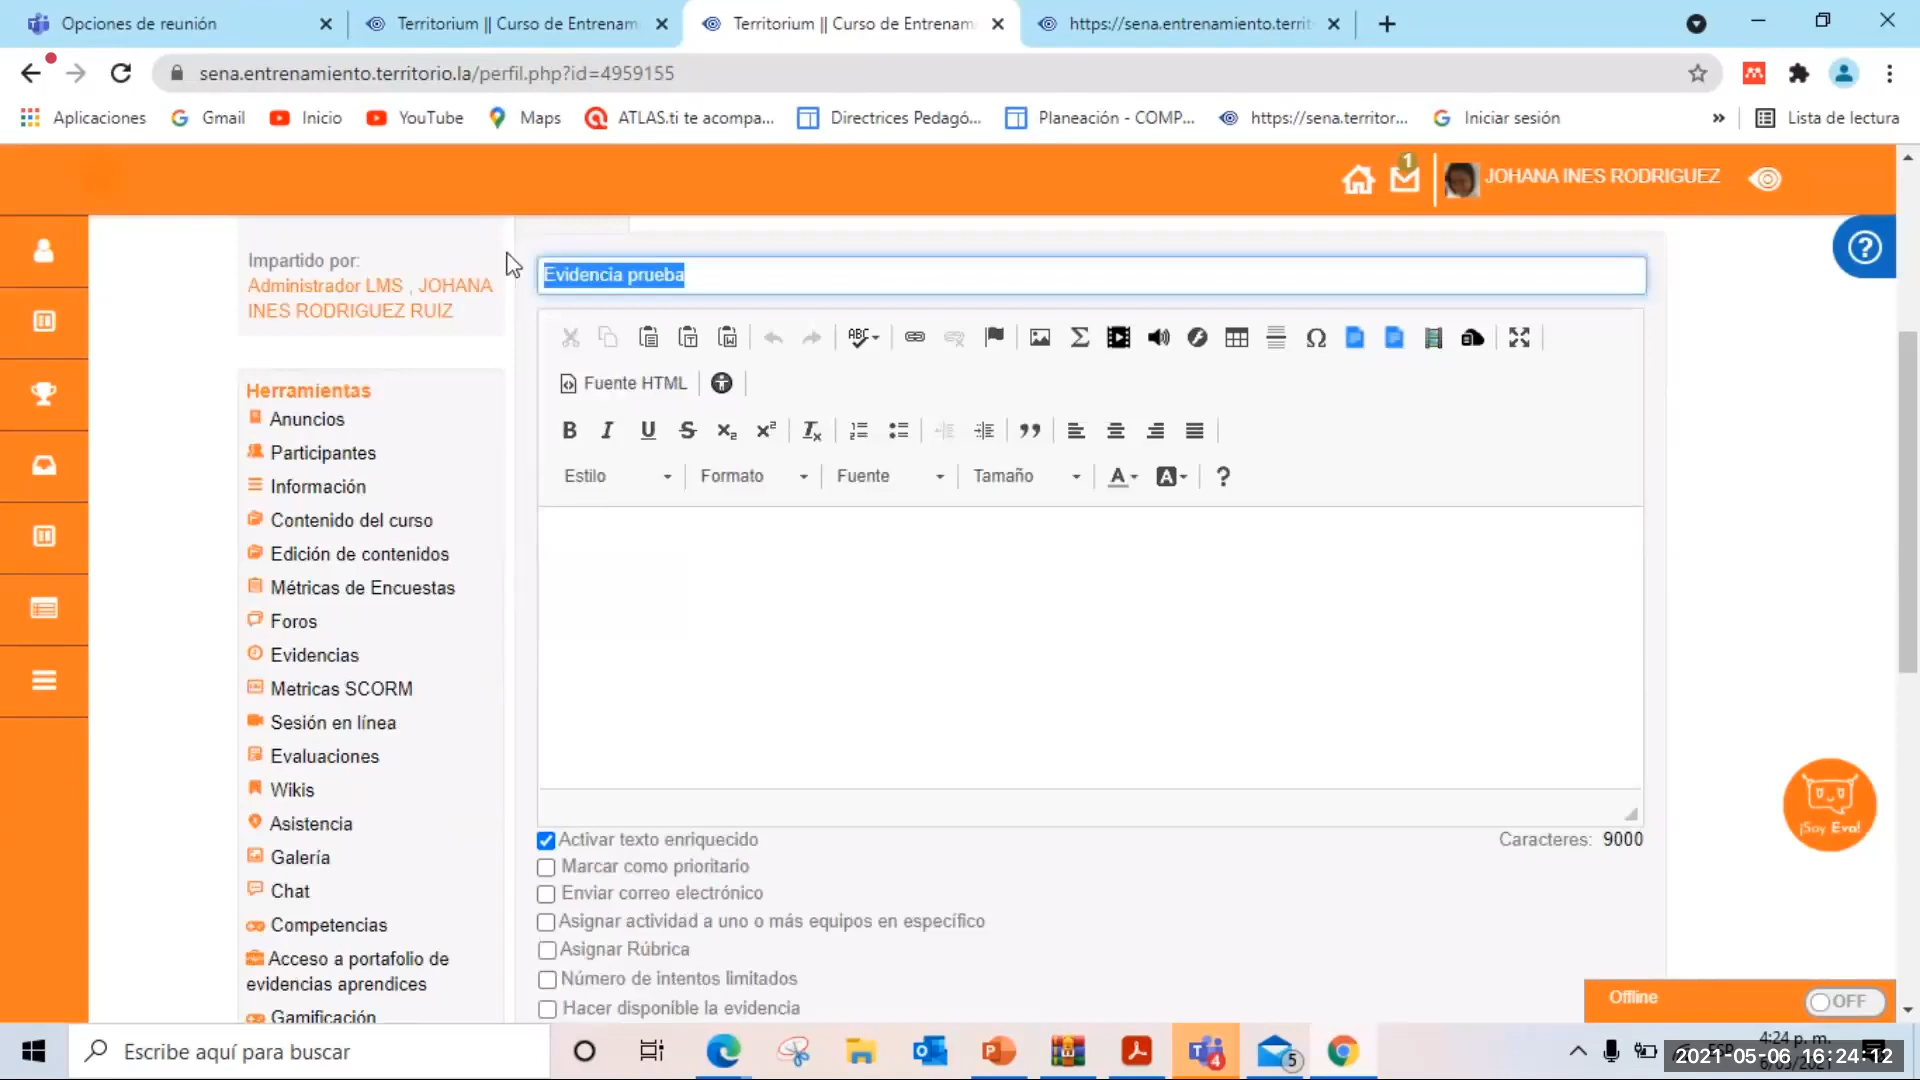 Opciones de reunión
Territorium || Curso de Entrenam
Territorium || Curso de Entrenam
https://sena.entrenamiento.territ
sena.entrenamiento.territorio.la/perfil.php?id=4959155
Aplicaciones
Gmail
Inicio
YouTube
Maps
ATLAS.ti te acompa...
Directrices Pedagó...
Planeación - COMP...
https://sena.territor...
Iniciar sesión
»
Lista de lectura
1
JOHANA INES RODRIGUEZ
Impartido por:
Administrador LMS , JOHANA
INES RODRIGUEZ RUIZ
Herramientas
Anuncios
Participantes
Información
Contenido del curso
Edición de contenidos
Métricas de Encuestas
Foros
Evidencias
Metricas SCORM
Sesión en línea
Evaluaciones
Wikis
Asistencia
Galería
Chat
Competencias
Acceso a portafolio de
evidencias aprendices
Gamificación
Evidencia prueba
Fuente HTML
Estilo
Formato
Fuente
Tamaño
Activar texto enriquecido
Caracteres: 9000
Marcar como prioritario
Enviar correo electrónico
Asignar actividad a uno o más equipos en específico
Asignar Rúbrica
Número de intentos limitados
Hacer disponible la evidencia
¡Soy Eva!
Offline
OFF
Escribe aquí para buscar
4
5
4:24 p. m.
2021-05-06 16:24:12